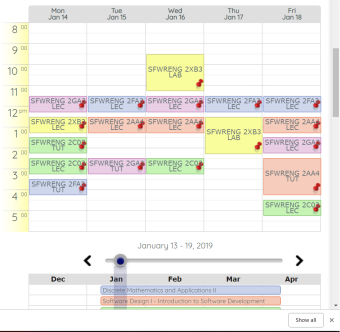 Mon Tue Wed Thu Fri
Jan 14 Jan 15 Jan 16 Jan 17 Jan 18
8 00
9 00
10 00
SFWRENG 2XB3
LAB
11 00
SFWRENG 2GA3 SFWRENG 2FA3 SFWRENG 2GA3 SFWRENG 2FA3 SFWRENG 2FA3
LEC LEC LEC LEC LEC
12 pm
SFWRENG 2XB3 SFWRENG 2AA4 SFWRENG 2AA4 SFWRENG 2AA4
LEC LEC LEC LEC
SFWRENG 2XB3
LEC
1 00
SFWRENG 2C03 SFWRENG 2GA3
TUT LEC
2 00
SFWRENG 2C03 SFWRENG 2GA3 SFWRENG 2C03
LEC TUT LEC
SFWRENG 2AA4
TUT
3 00
SFWRENG 2FA3
TUT
4 00
SFWRENG 2C03
LEC
5 00
January 13 - 19, 2019
Dec Jan Feb Mar Apr
Discrete Mathematics and Applications II
Software Design I - Introduction to Software Development
Show all